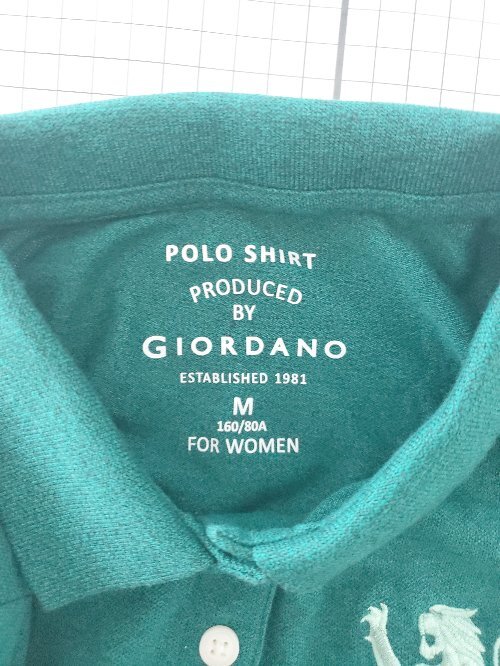 POLO SHIRT
PRODUCED
BY
GIORDANO
ESTABLISHED 1981
M
160/80A
FOR WOMEN